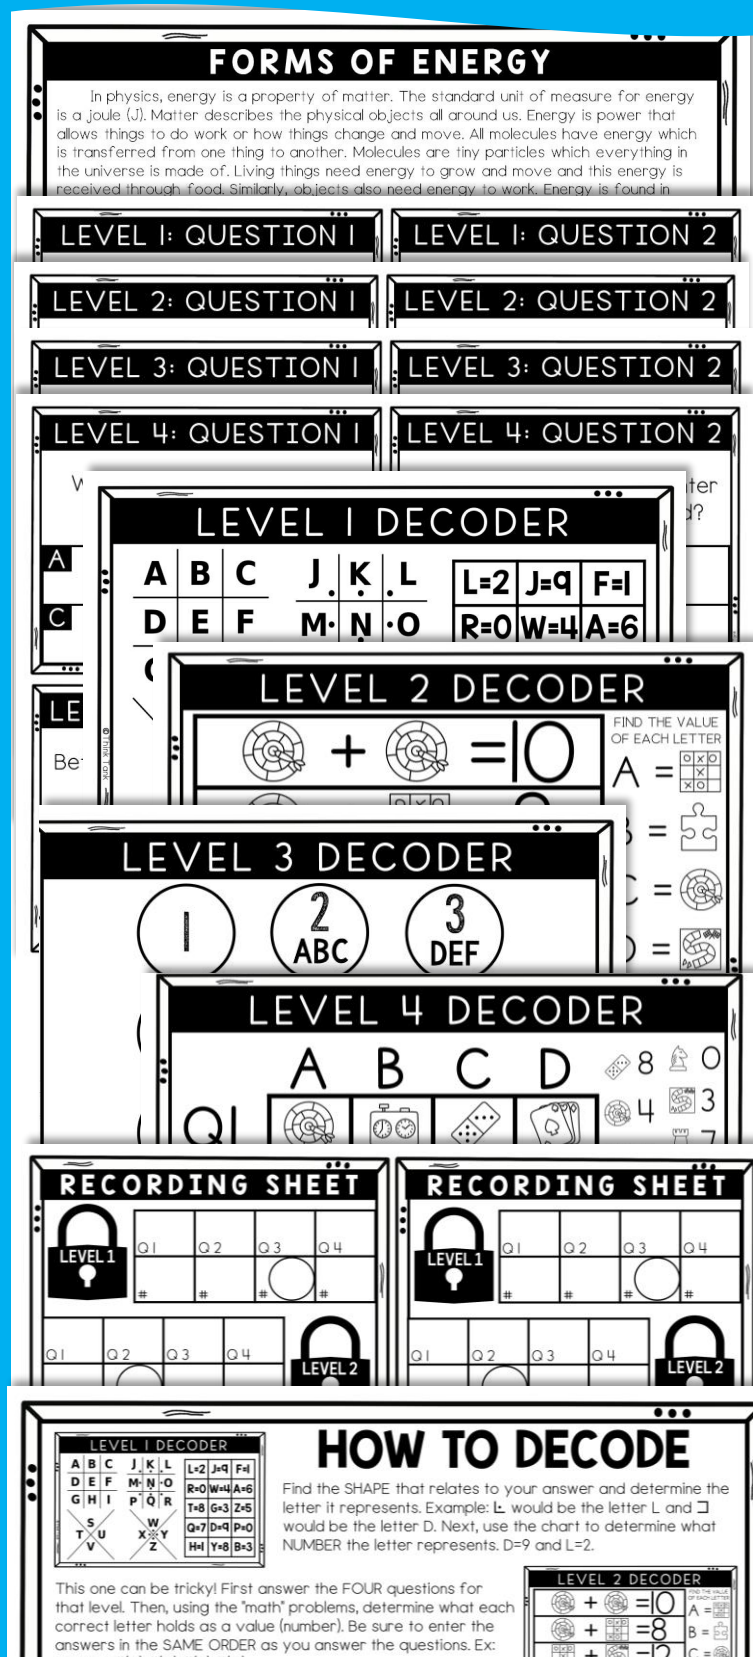 FORMS OF ENERGY
In physics, energy is a property of matter. The standard unit of measure for energy
is a joule (J). Matter describes the physical objects all around us. Energy is power that
allows things to do work or how things change and move. All molecules have energy which
is transferred from one thing to another. Molecules are tiny particles which everything in
the universe is made of. Living things need energy to grow and move and this energy is
received through food. Similarly, objects also need energy to work. Energy is found in
LEVEL 1: QUESTION 1
LEVEL 1: QUESTION 2
LEVEL 2: QUESTION 1
LEVEL 2: QUESTION 2
LEVEL 3: QUESTION 1
LEVEL 3: QUESTION 2
LEVEL 4: QUESTION 1
LEVEL 4: QUESTION 2
A
C
LE
Be
LEVEL 1 DECODER
A B C
D E F
J K L
M N O
L=2 J=9 F=1
R=0 W=4 A=6
© Think Tank
LEVEL 2 DECODER
+ =10
FIND THE VALUE
OF EACH LETTER
A =
=
=
=
LEVEL 3 DECODER
1
2
ABC
3
DEF
LEVEL 4 DECODER
A B C D
Q1
8 0
4 3
7
RECORDING SHEET
LEVEL 1
Q1 Q2 Q3 Q4
# # # #
Q1 Q2 Q3 Q4
LEVEL 2
RECORDING SHEET
LEVEL 1
Q1 Q2 Q3 Q4
# # # #
Q1 Q2 Q3 Q4
LEVEL 2
LEVEL 1 DECODER
A B C
D E F
G H I
J K L
M N O
P Q R
S
T U
V
W
X Y
Z
L=2 J=9 F=1
R=0 W=4 A=6
T=8 G=3 Z=5
Q=7 D=9 P=0
H=1 Y=8 B=3
HOW TO DECODE
Find the SHAPE that relates to your answer and determine the
letter it represents. Example: would be the letter L and
would be the letter D. Next, use the chart to determine what
NUMBER the letter represents. D=9 and L=2.
This one can be tricky! First answer the FOUR questions for
that level. Then, using the "math" problems, determine what each
correct letter holds as a value (number). Be sure to enter the
answers in the SAME ORDER as you answer the questions. Ex:
LEVEL 2 DECODER
+ =10
+ =8
+ =12
A =
B =
C =